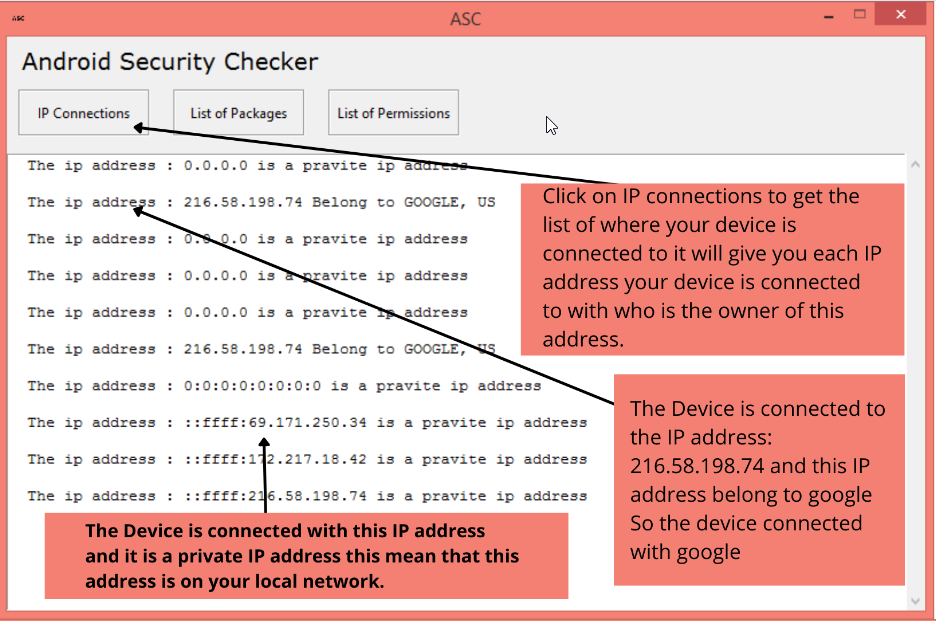 ASC
ASC
Android Security Checker
IP Connections
List of Packages
List of Permissions
The ip address : 0.0.0.0 is a pravite ip address
The ip address : 216.58.198.74 Belong to GOOGLE, US
The ip address : 0.0.0.0 is a pravite ip address
The ip address : 0.0.0.0 is a pravite ip address
The ip address : 0.0.0.0 is a pravite ip address
The ip address : 216.58.198.74 Belong to GOOGLE, US
The ip address : 0:0:0:0:0:0:0:0 is a pravite ip address
The ip address : ::ffff:69.171.250.34 is a pravite ip address
The ip address : ::ffff:172.217.18.42 is a pravite ip address
The ip address : ::ffff:216.58.198.74 is a pravite ip address
Click on IP connections to get the
list of where your device is
connected to it will give you each IP
address your device is connected
to with who is the owner of this
address.
The Device is connected to
the IP address:
216.58.198.74 and this IP
address belong to google
So the device connected
with google
The Device is connected with this IP address
and it is a private IP address this mean that this
address is on your local network.